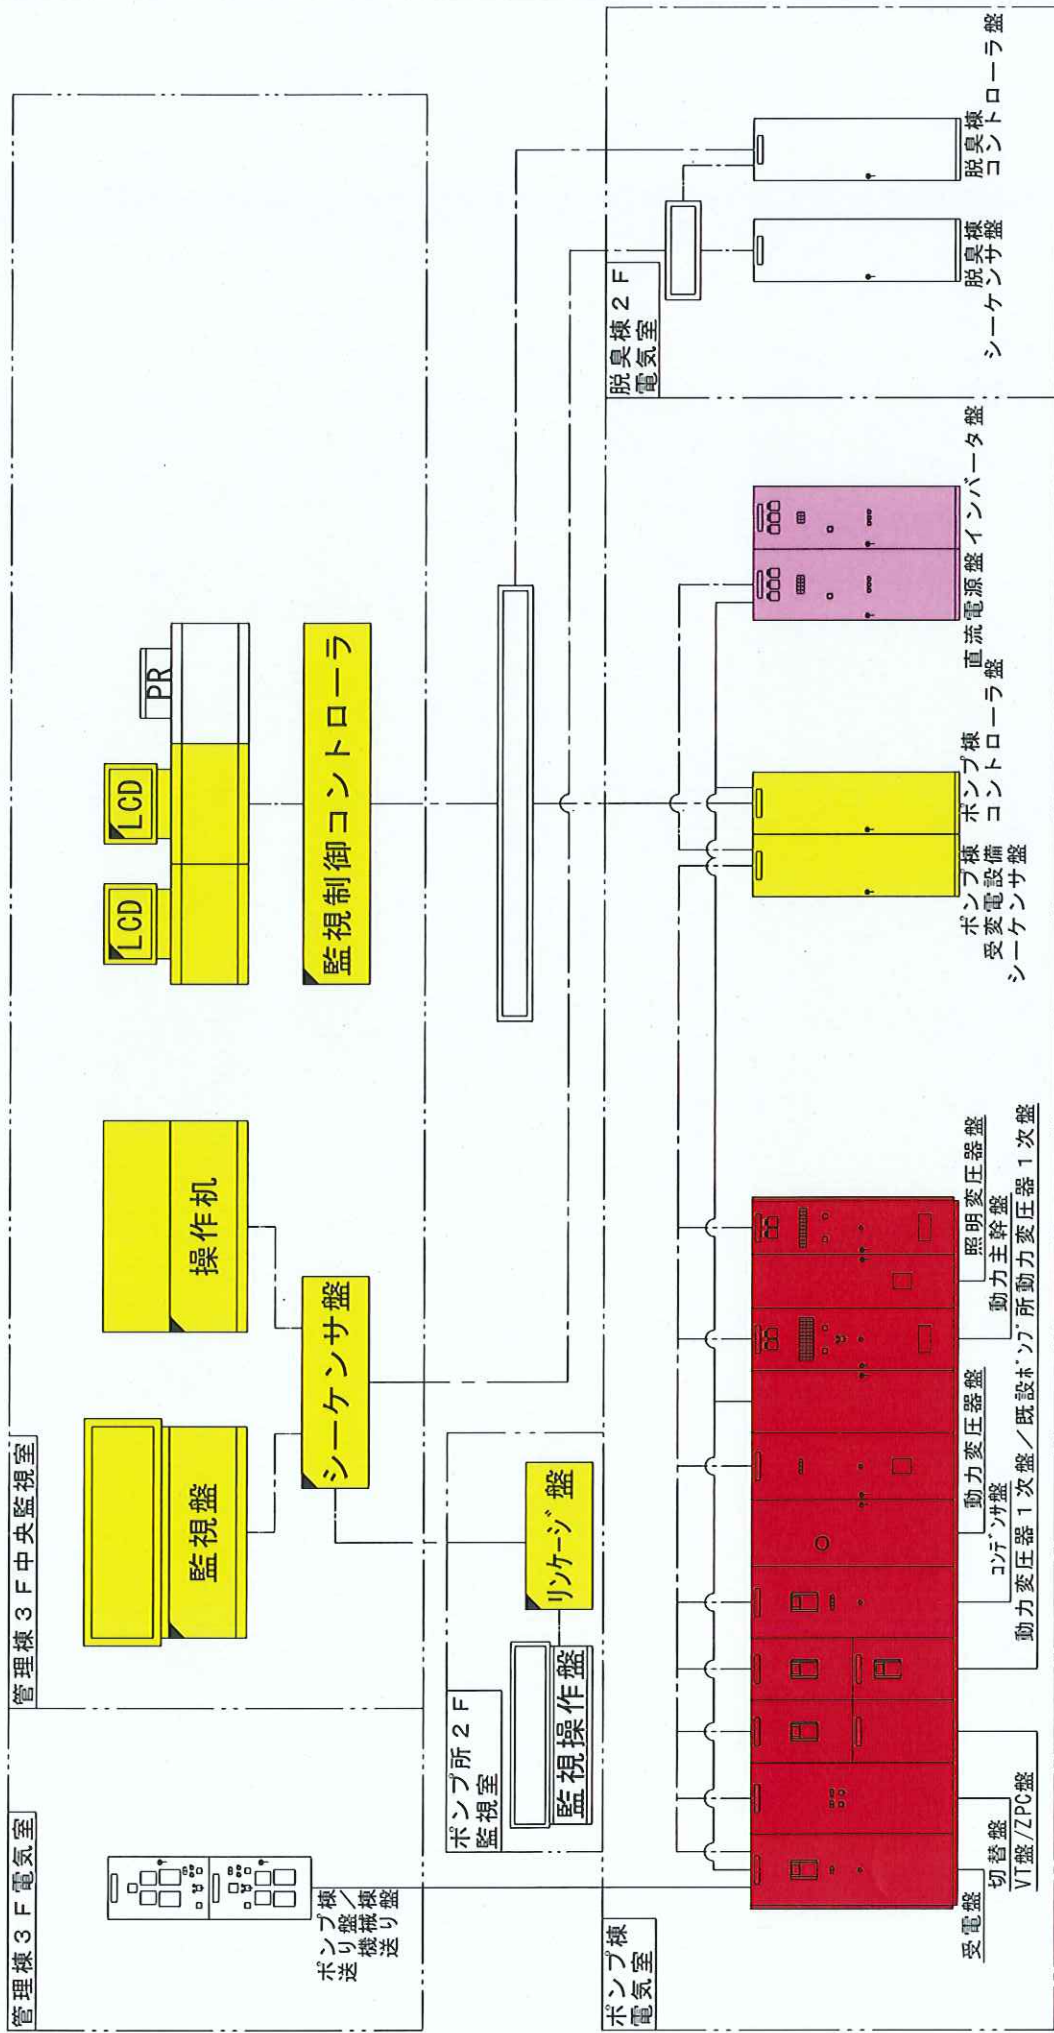 管理棟3F電気室
ポンプ棟／
送り盤
機械棟
送り盤
管理棟3F中央監視室
監視盤
操作机
シーケンサ盤
LCD
LCD
PR
監視制御コントローラ
ポンプ所2F
監視室
監視操作盤
リンケージ盤
ポンプ棟
電気室
受電盤
切替盤
VT盤/ZPC盤
動力変圧器1次盤／既設ポンプ所動力変圧器1次盤
コンデンサ盤
動力変圧器盤
動力主幹盤
照明変圧器盤
ポンプ棟
受変電設備
シーケンサ盤
ポンプ棟
コントローラ盤
直流電源盤
インバータ盤
脱臭棟2F
電気室
脱臭棟
シーケンサ盤
脱臭棟
コントローラ盤